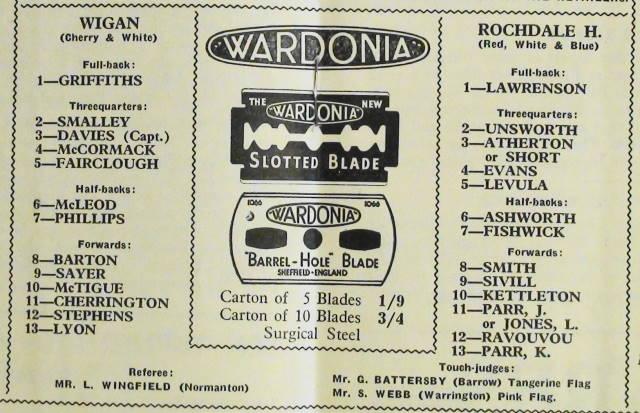 WIGAN
(Cherry & White)
Full-back:
1—GRIFFITHS
Threequarters:
2—SMALLEY
3—DAVIES (Capt.)
4—McCORMACK
5—FAIRCLOUGH
Half-backs:
6—McLEOD
7—PHILLIPS
Forwards:
8—BARTON
9—SAYER
10—McTIGUE
11—CHERRINGTON
12—STEPHENS
13—LYON
WARDONIA
THE WARDONIA NEW
SLOTTED BLADE
1066 WARDONIA 1066
"BARREL-HOLE" BLADE
SHEFFIELD-ENGLAND
Carton of 5 Blades 1/9
Carton of 10 Blades 3/4
Surgical Steel
ROCHDALE H.
(Red, White & Blue)
Full-back:
1—LAWRENSON
Threequarters:
2—UNSWORTH
3—ATHERTON
or SHORT
4—EVANS
5—LEVULA
Half-backs:
6—ASHWORTH
7—FISHWICK
Forwards:
8—SMITH
9—SIVILL
10—KETTLETON
11—PARR, J.
or JONES, L.
12—RAVOUVOU
13—PARR, K.
Referee:
MR. L. WINGFIELD (Normanton)
Touch-judges:
Mr. G. BATTERSBY (Barrow) Tangerine Flag
Mr. S. WEBB (Warrington) Pink Flag.